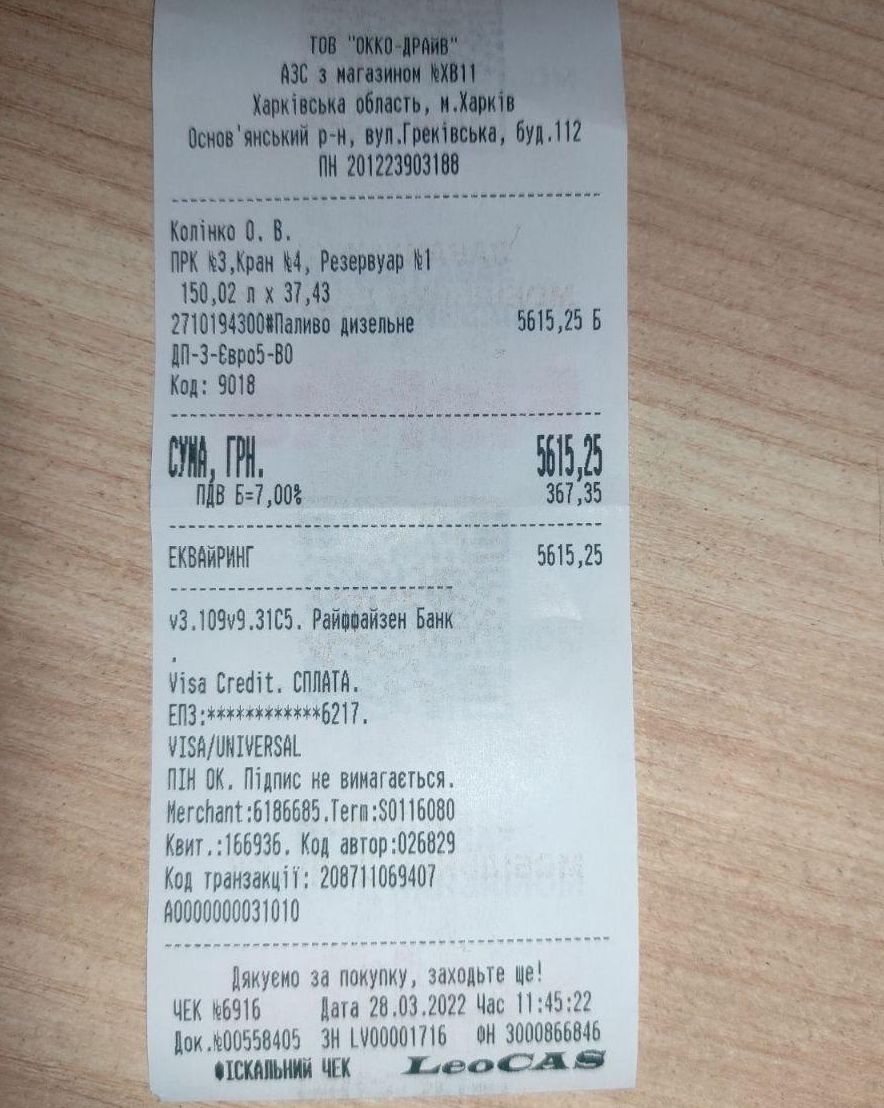 ТОВ "ОККО-ДРАЙВ"
АЗС з магазином №ХВ11
Харківська область, м.Харків
Основ'янський р-н, вул.Греківська, буд.112
ПН 201223903188
Колінко О. В.
ПРК №3,Кран №4, Резервуар №1
150,02 л х 37,43
2710194300#Паливо дизельне 5615,25 Б
ДП-З-Євро5-В0
Код: 9018
СУМА, ГРН. 5615,25
ПДВ Б=7,00% 367,35
ЕКВАЙРИНГ 5615,25
v3.109v9.31C5. Райффайзен Банк
.
Visa Credit. СПЛАТА.
ЕПЗ:************6217.
VISA/UNIVERSAL
ПІН ОК. Підпис не вимагається.
Merchant:6186685.Term:S0116080
Квит.:166936. Код автор:026829
Код транзакції: 208711069407
A0000000031010
Дякуємо за покупку, заходьте ще!
ЧЕК №6916 Дата 28.03.2022 Час 11:45:22
Док.№00558405 ЗН LV00001716 ФН 3000866846
ФІСКАЛЬНИЙ ЧЕК LeoCAS